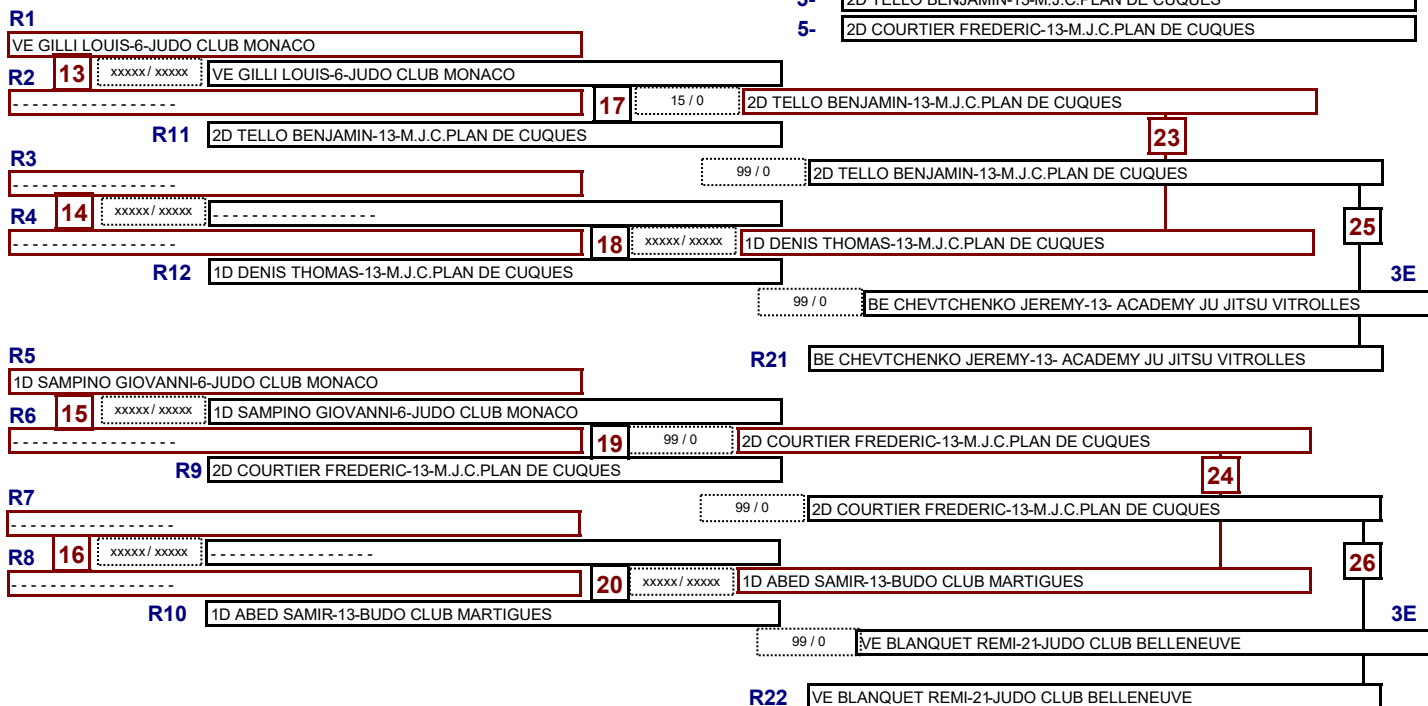 5- 2D TELLO BENJAMIN-13-M.J.C.PLAN DE CUQUES
R1
5- 2D COURTIER FREDERIC-13-M.J.C.PLAN DE CUQUES
VE GILLI LOUIS-6-JUDO CLUB MONACO
R2 13 xxxxx / xxxxx VE GILLI LOUIS-6-JUDO CLUB MONACO
- - - - - - - - - - - - - - - - - 17 15 / 0 2D TELLO BENJAMIN-13-M.J.C.PLAN DE CUQUES
R11 2D TELLO BENJAMIN-13-M.J.C.PLAN DE CUQUES 23
R3
- - - - - - - - - - - - - - - - - 99 / 0 2D TELLO BENJAMIN-13-M.J.C.PLAN DE CUQUES
R4 14 xxxxx / xxxxx - - - - - - - - - - - - - - - - - 25
- - - - - - - - - - - - - - - - - 18 xxxxx / xxxxx 1D DENIS THOMAS-13-M.J.C.PLAN DE CUQUES
R12 1D DENIS THOMAS-13-M.J.C.PLAN DE CUQUES 3E
99 / 0 BE CHEVTCHENKO JEREMY-13- ACADEMY JU JITSU VITROLLES
R5
R21 BE CHEVTCHENKO JEREMY-13- ACADEMY JU JITSU VITROLLES
1D SAMPINO GIOVANNI-6-JUDO CLUB MONACO
R6 15 xxxxx / xxxxx 1D SAMPINO GIOVANNI-6-JUDO CLUB MONACO
- - - - - - - - - - - - - - - - - 19 99 / 0 2D COURTIER FREDERIC-13-M.J.C.PLAN DE CUQUES
R9 2D COURTIER FREDERIC-13-M.J.C.PLAN DE CUQUES 24
R7
99 / 0 2D COURTIER FREDERIC-13-M.J.C.PLAN DE CUQUES
- - - - - - - - - - - - - - - - -
R8 16 xxxxx / xxxxx - - - - - - - - - - - - - - - - - 26
- - - - - - - - - - - - - - - - - 20 xxxxx / xxxxx 1D ABED SAMIR-13-BUDO CLUB MARTIGUES
R10 1D ABED SAMIR-13-BUDO CLUB MARTIGUES 3E
99 / 0 VE BLANQUET REMI-21-JUDO CLUB BELLENEUVE
R22 VE BLANQUET REMI-21-JUDO CLUB BELLENEUVE